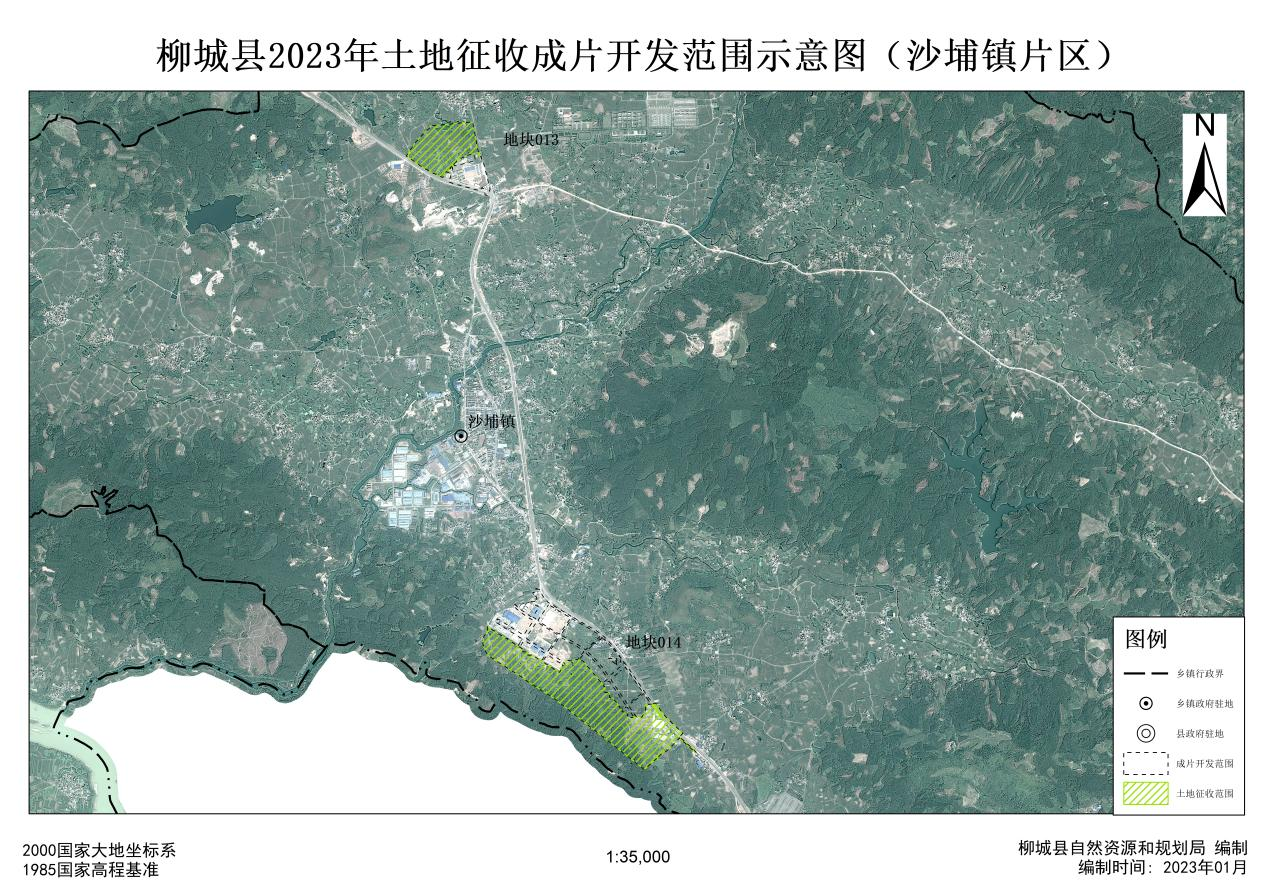 柳城县2023年土地征收成片开发范围示意图（沙埔镇片区）
N
地块013
沙埔镇
地块014
图例
乡镇行政界
乡镇政府驻地
县政府驻地
成片开发范围
土地征收范围
2000国家大地坐标系
1985国家高程基准
1:35,000
柳城县自然资源和规划局 编制
编制时间：2023年01月